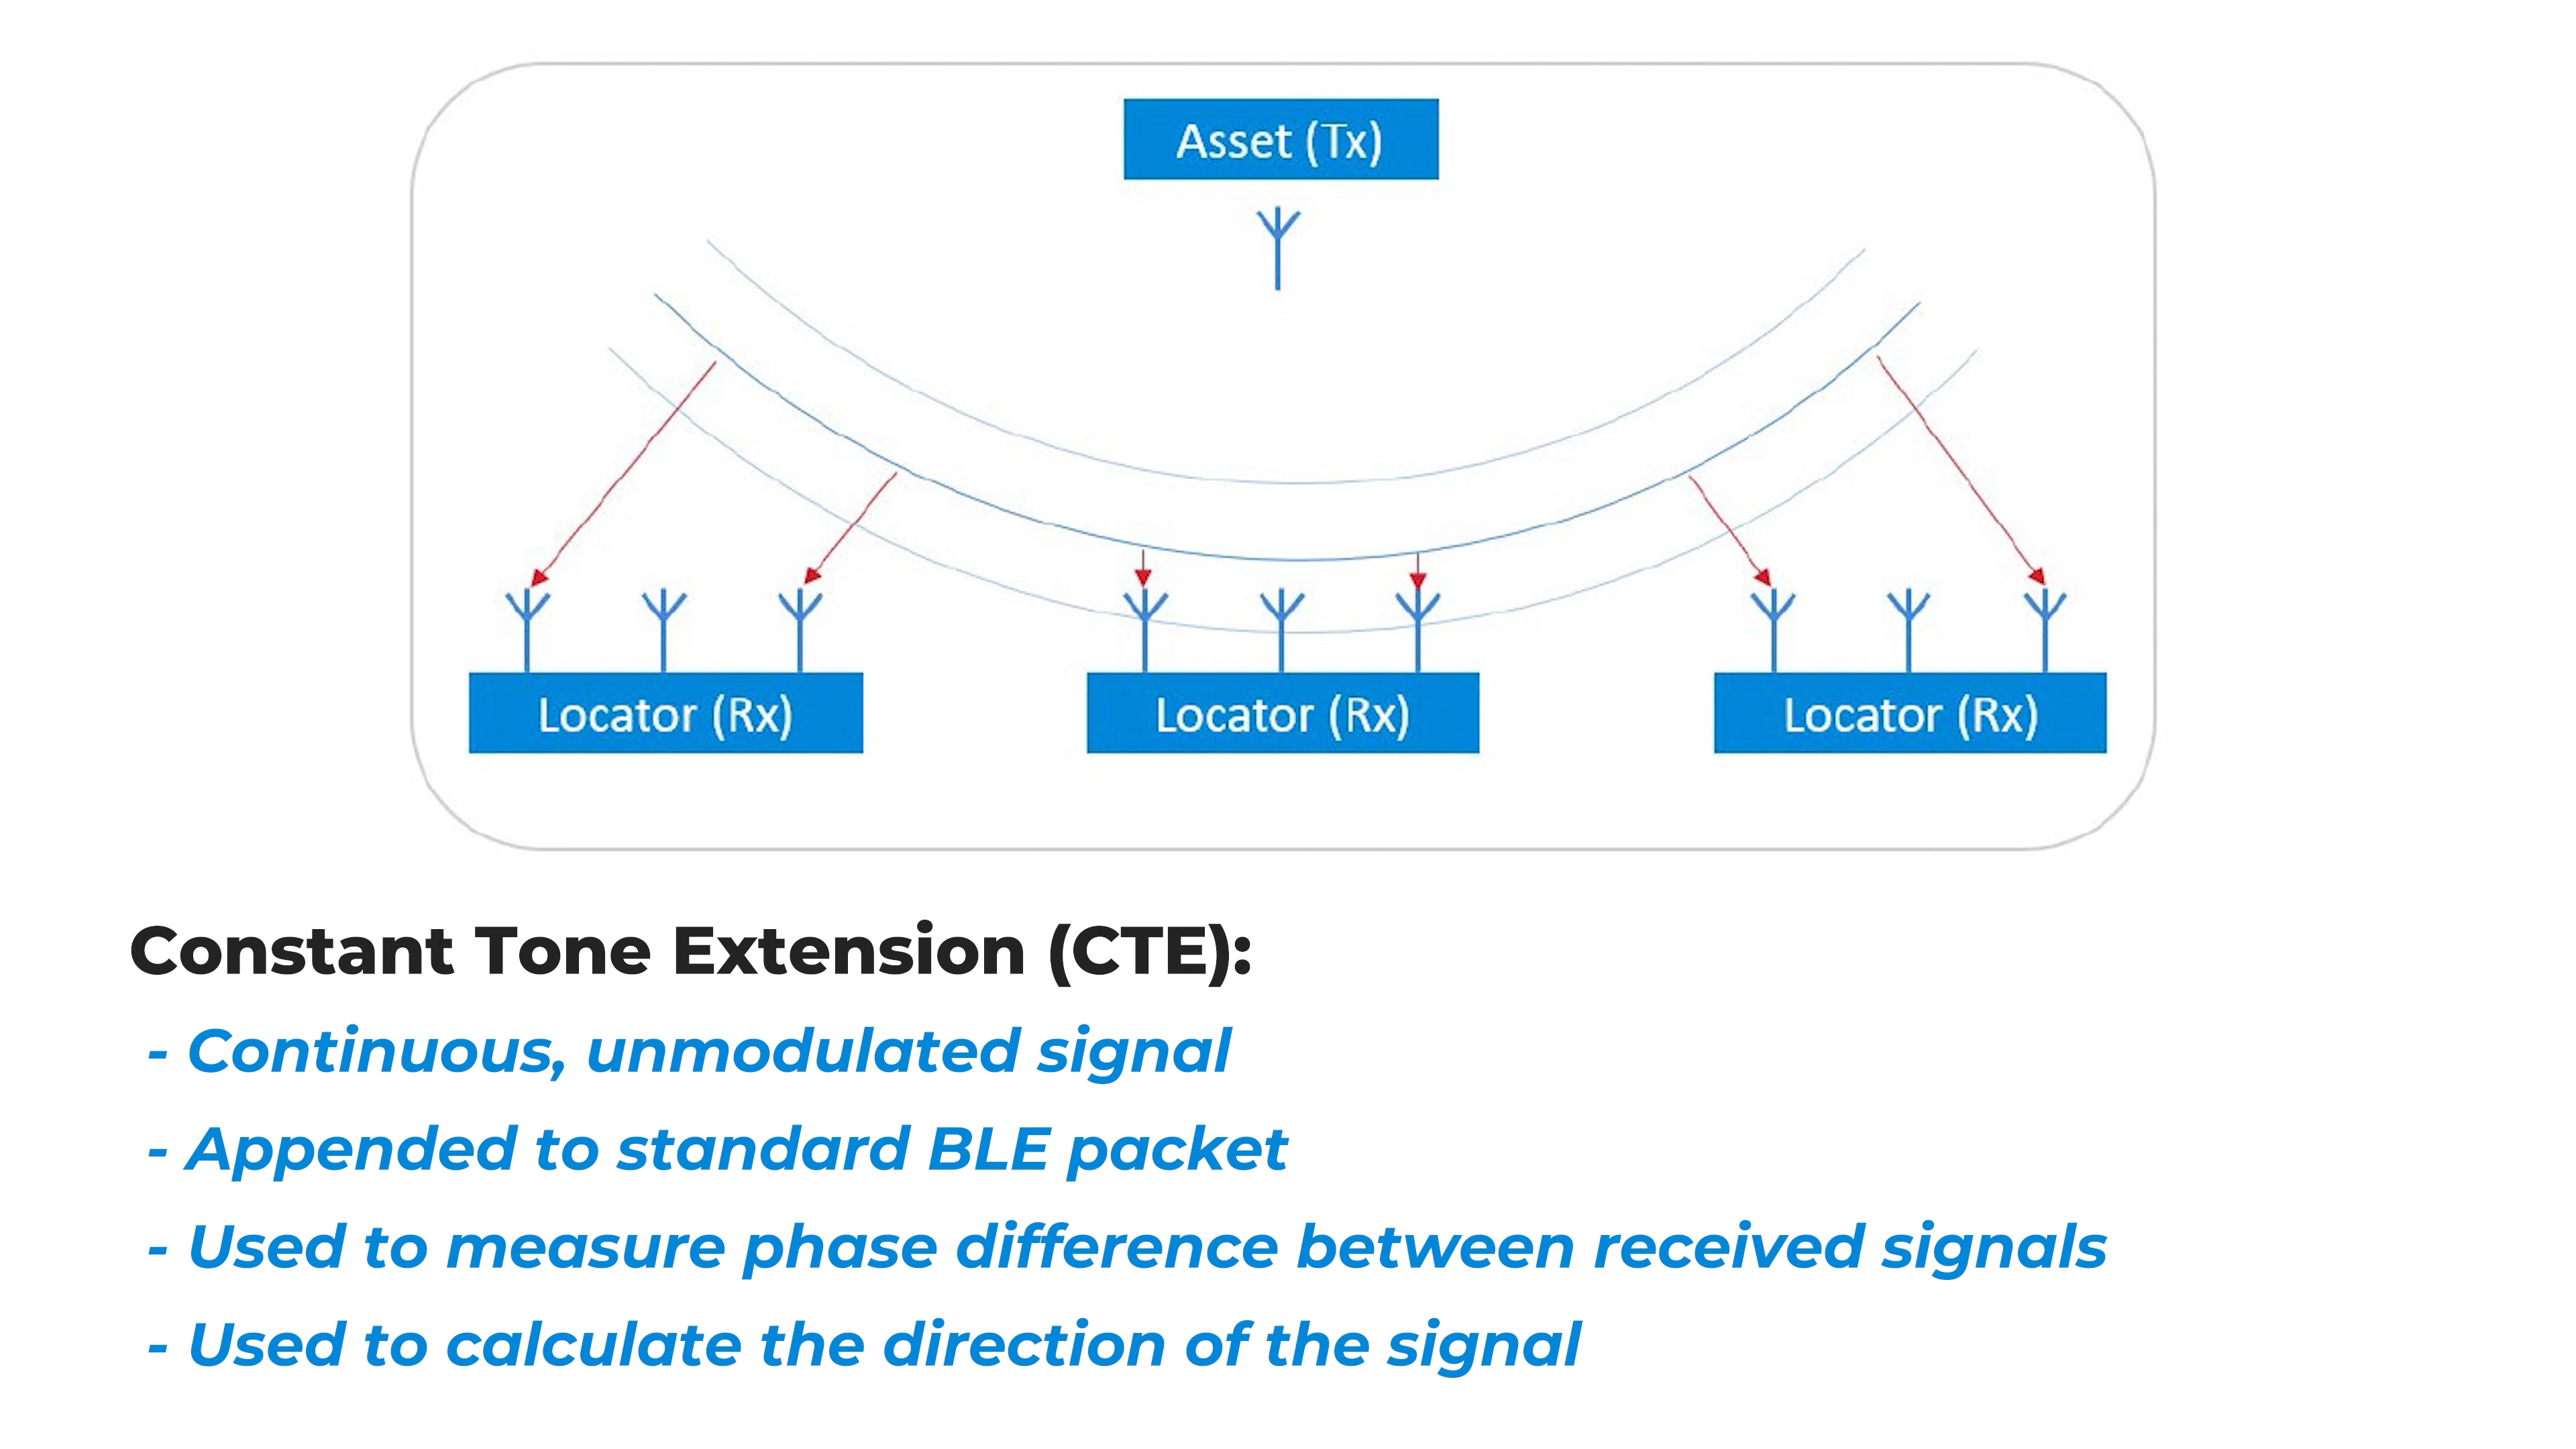 Asset (Tx)
Locator (Rx)
Locator (Rx)
Locator (Rx)
Constant Tone Extension (CTE):
- Continuous, unmodulated signal
- Appended to standard BLE packet
- Used to measure phase difference between received signals
- Used to calculate the direction of the signal